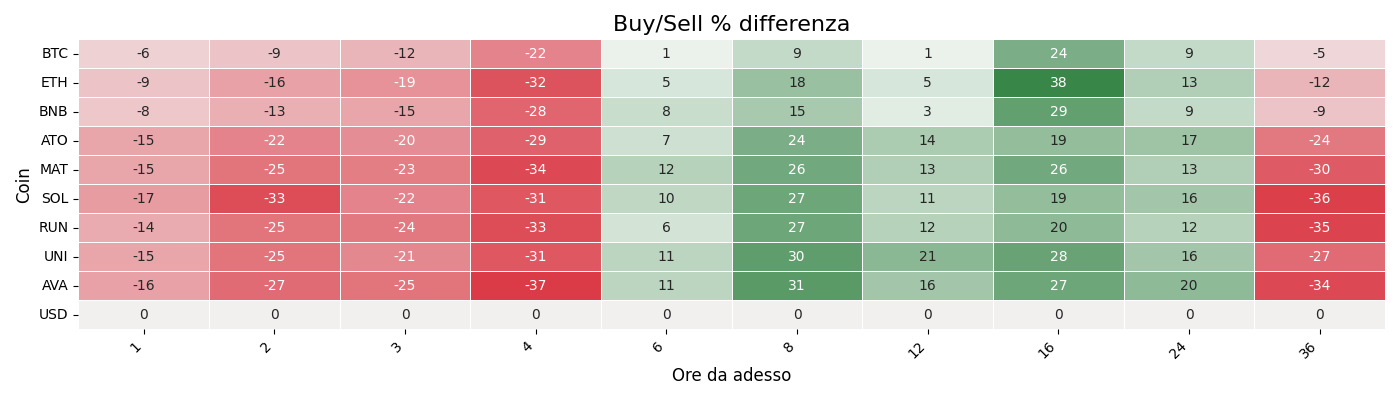 Buy/Sell % differenza
Coin
BTC -6 -9 -12 -22 1 9 1 24 9 -5
ETH -9 -16 -19 -32 5 18 5 38 13 -12
BNB -8 -13 -15 -28 8 15 3 29 9 -9
ATO -15 -22 -20 -29 7 24 14 19 17 -24
MAT -15 -25 -23 -34 12 26 13 26 13 -30
SOL -17 -33 -22 -31 10 27 11 19 16 -36
RUN -14 -25 -24 -33 6 27 12 20 12 -35
UNI -15 -25 -21 -31 11 30 21 28 16 -27
AVA -16 -27 -25 -37 11 31 16 27 20 -34
USD 0 0 0 0 0 0 0 0 0 0
1 2 3 4 6 8 12 16 24 36
Ore da adesso